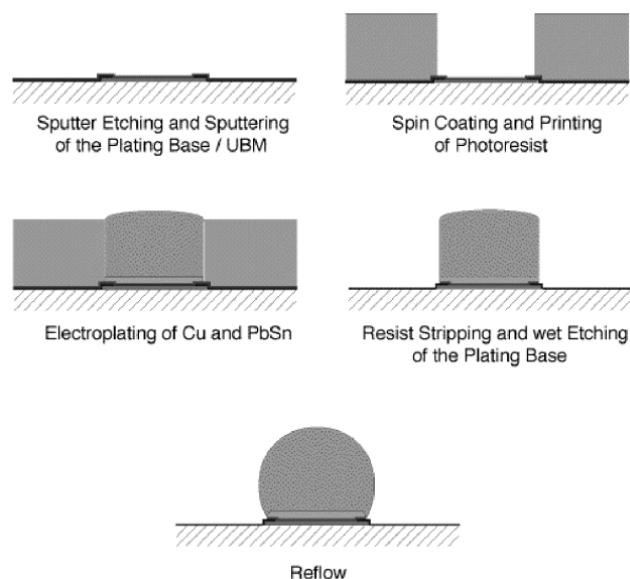 Sputter Etching and Sputtering
of the Plating Base / UBM
Spin Coating and Printing
of Photoresist
Electroplating of Cu and PbSn
Resist Stripping and wet Etching
of the Plating Base
Reflow